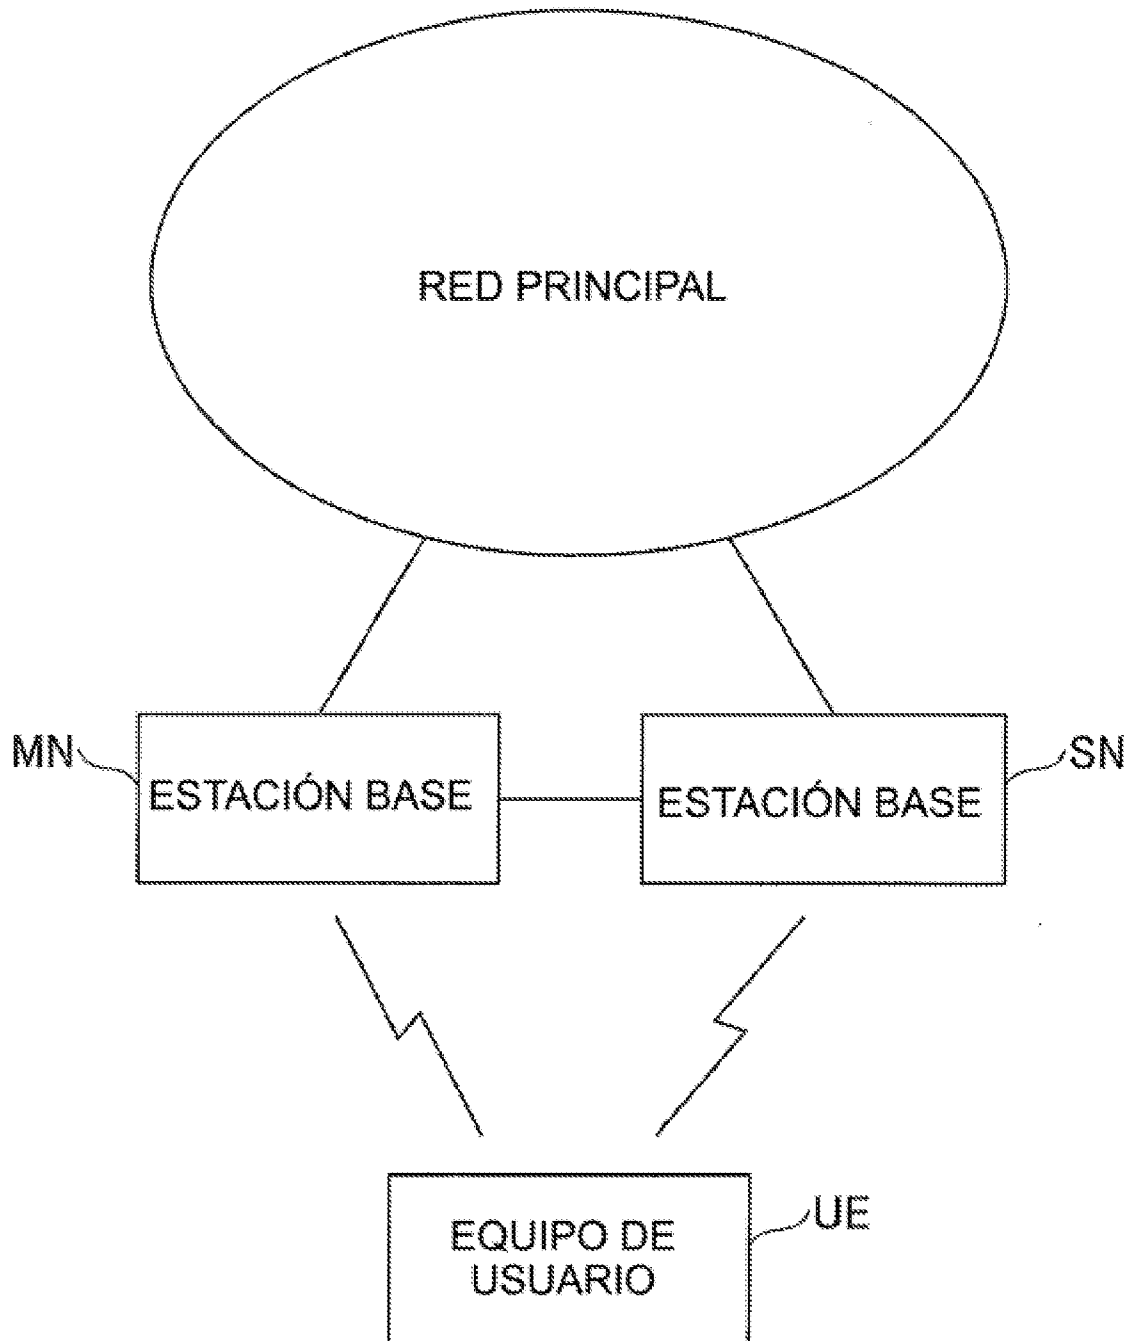 RED PRINCIPAL
MN
ESTACIÓN BASE
ESTACIÓN BASE
SN
EQUIPO DE
USUARIO
UE